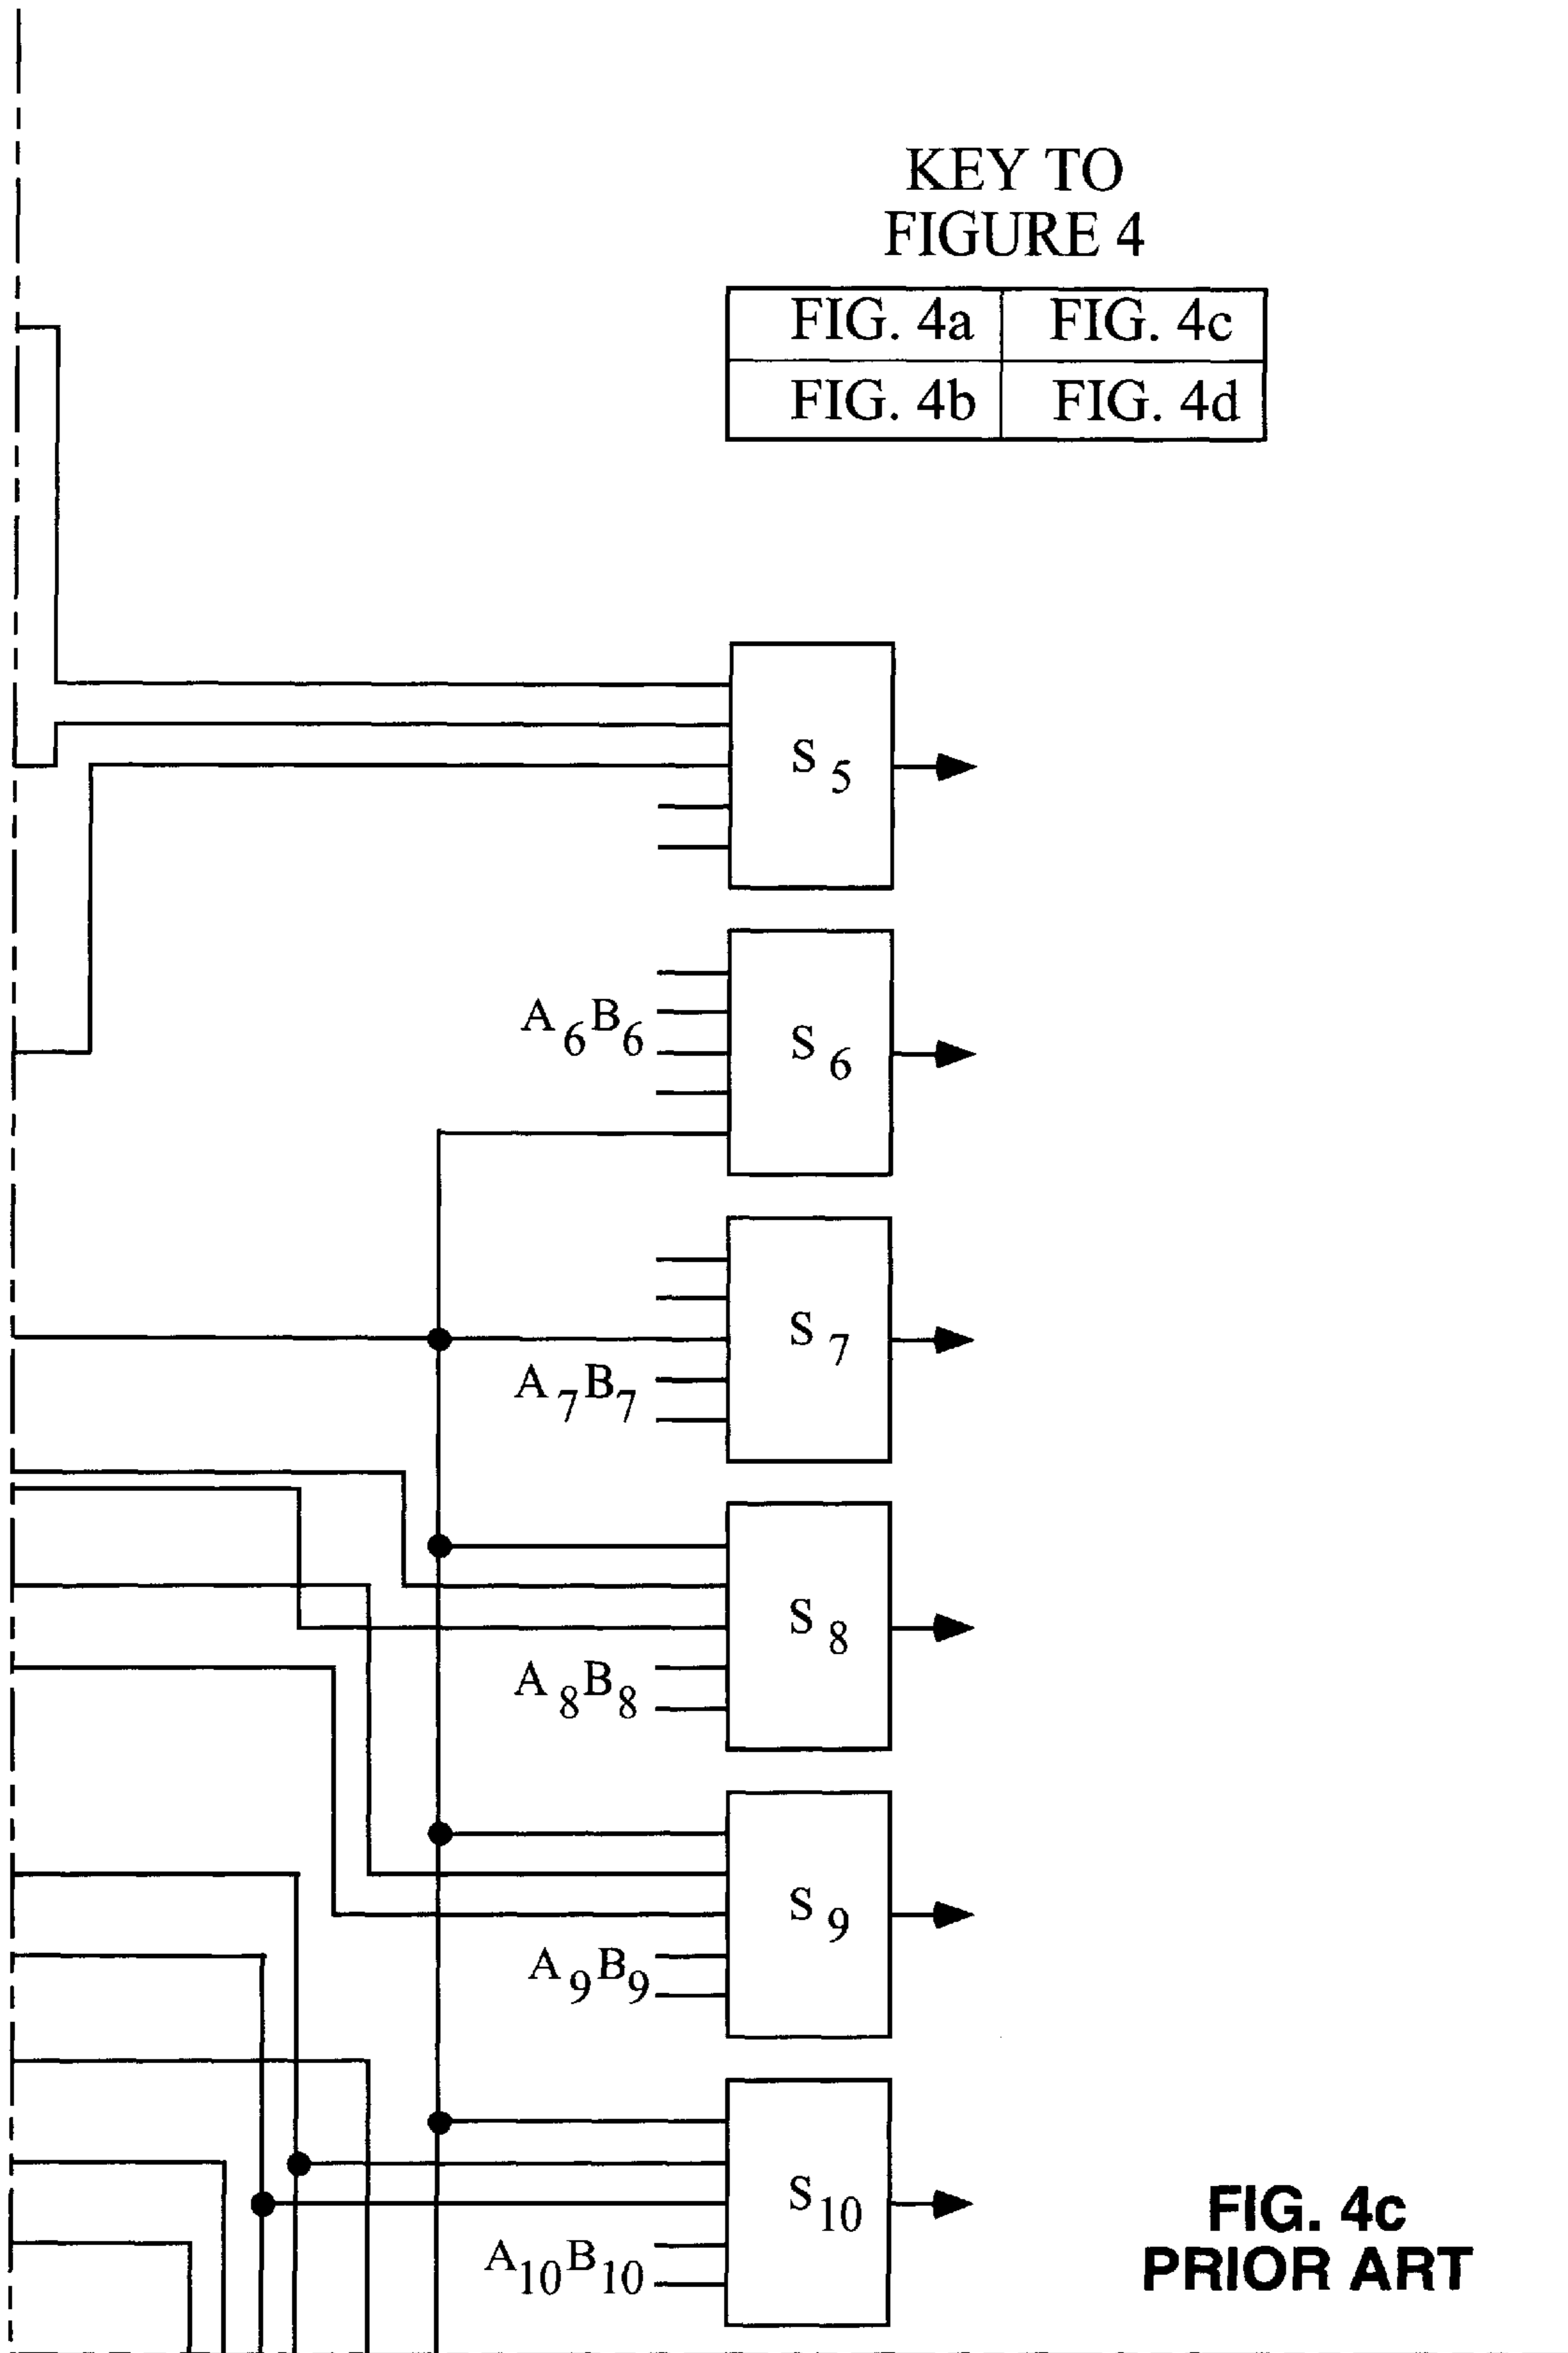 KEY TO
FIGURE 4
FIG. 4a FIG. 4c
FIG. 4b FIG. 4d
S5
A6B6 S6
S7
A7B7
S8
A8B8
S9
A9B9
S10
A10B10
FIG. 4c
PRIOR ART